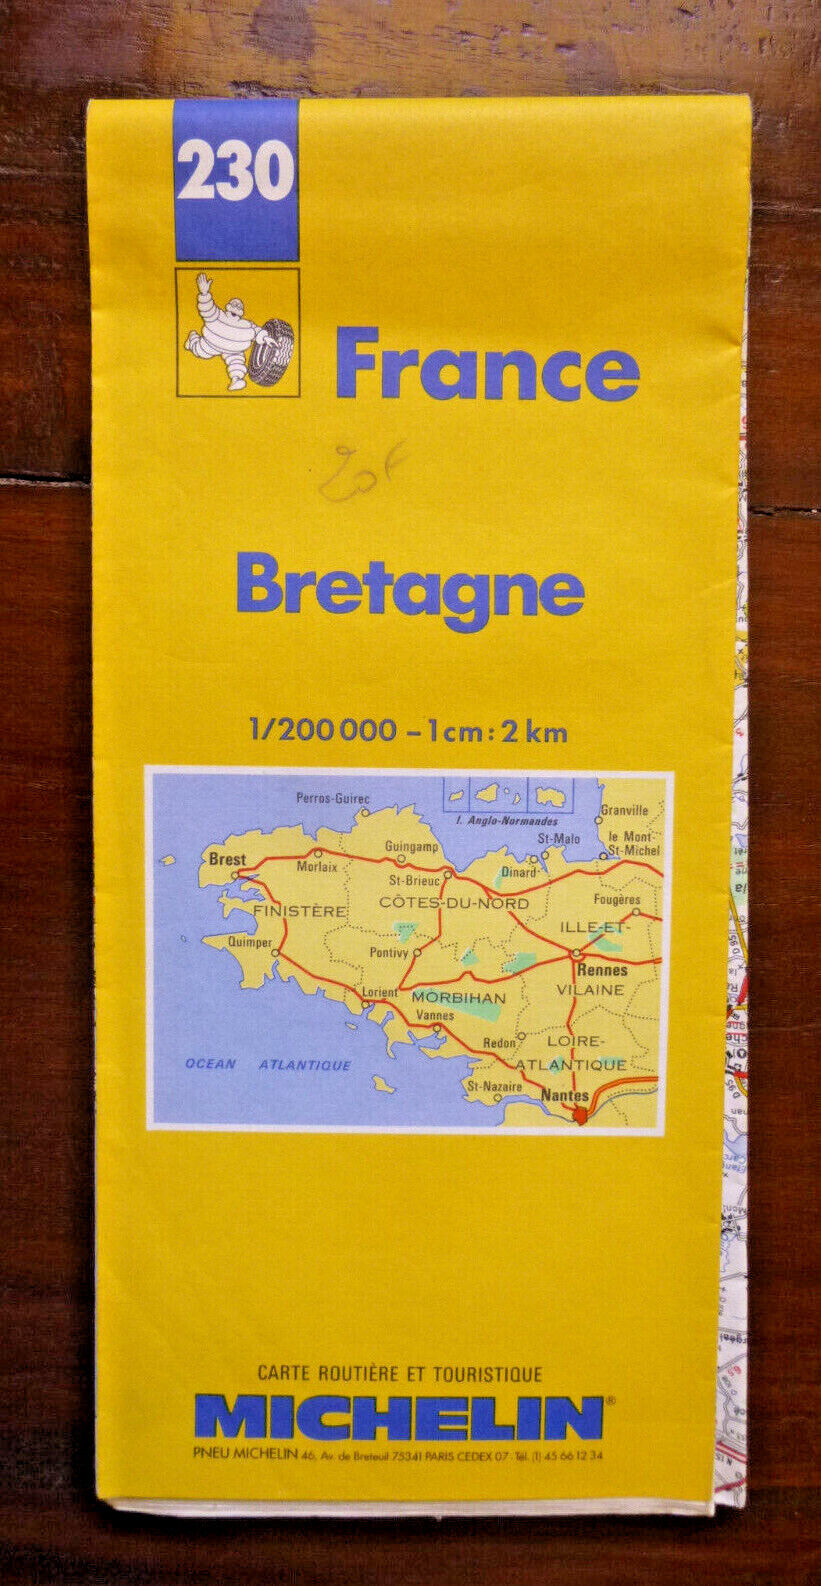 230
France
20F
Bretagne
1/200 000 – 1 cm : 2 km
Perros-Guirec
I. Anglo-Normandes
Granville
Guingamp
St-Malo
le Mont-
St-Michel
Brest
Morlaix
St-Brieuc
Dinard
FINISTÈRE
CÔTES-DU-NORD
Fougères
ILLE-ET-
Quimper
Pontivy
Rennes
Lorient
MORBIHAN
VILAINE
Vannes
Redon
LOIRE-
OCEAN ATLANTIQUE
ATLANTIQUE
St-Nazaire
Nantes
CARTE ROUTIÈRE ET TOURISTIQUE
MICHELIN®
PNEU MICHELIN 46, Av. de Breteuil 75341 PARIS CEDEX 07 - Tél. (1) 45 66 12 34